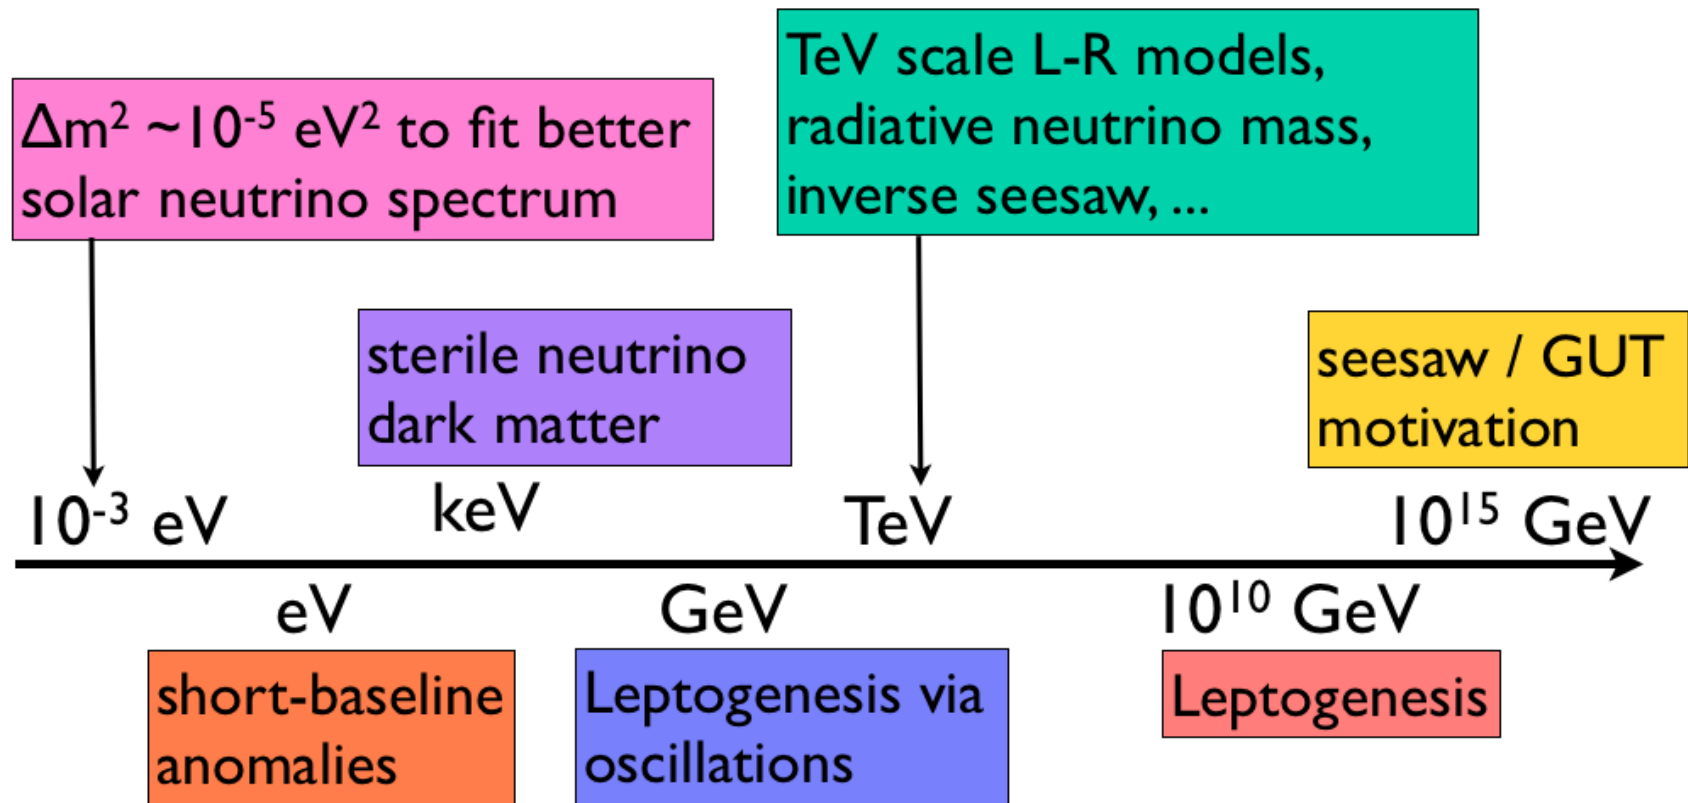 TeV scale L-R models,
radiative neutrino mass,
inverse seesaw, ...
Δm² ~10⁻⁵ eV² to fit better
solar neutrino spectrum
sterile neutrino
dark matter
seesaw / GUT
motivation
10⁻³ eV
keV
TeV
10¹⁵ GeV
eV
GeV
10¹⁰ GeV
short-baseline
anomalies
Leptogenesis via
oscillations
Leptogenesis